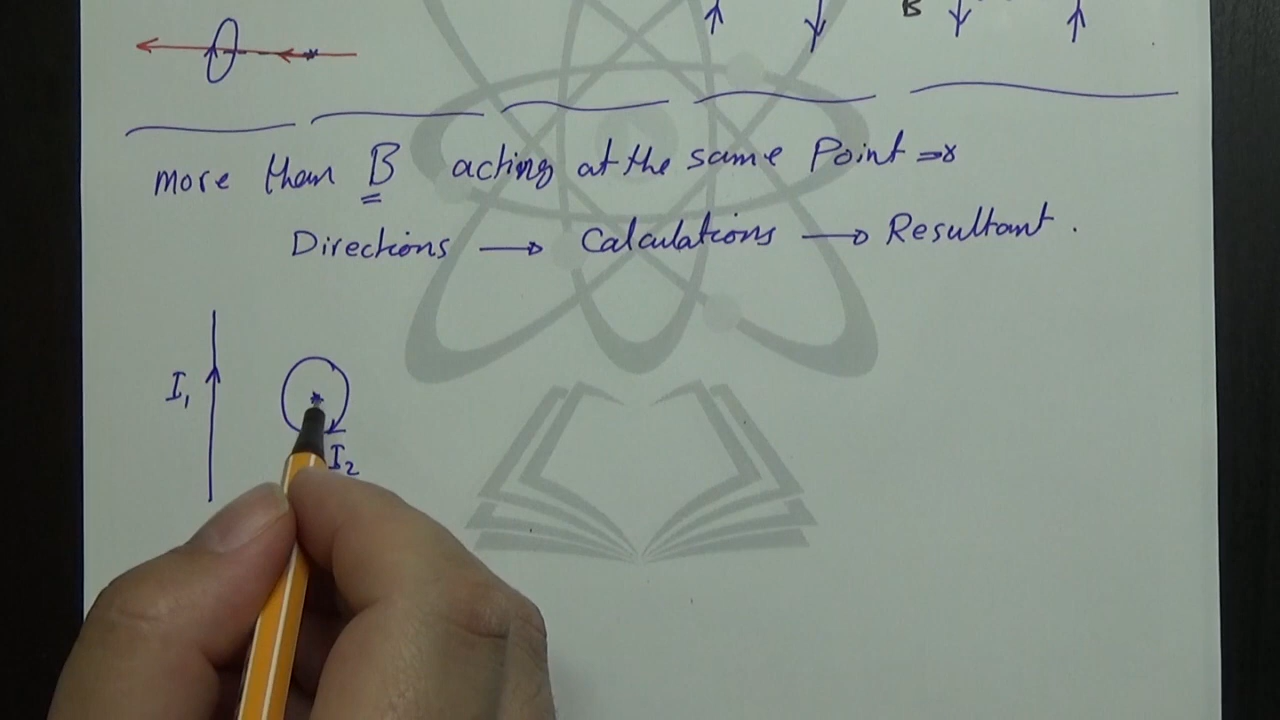 B
more than B acting at the same Point ⇒
Directions → Calculations → Resultant.
I₁
I₂